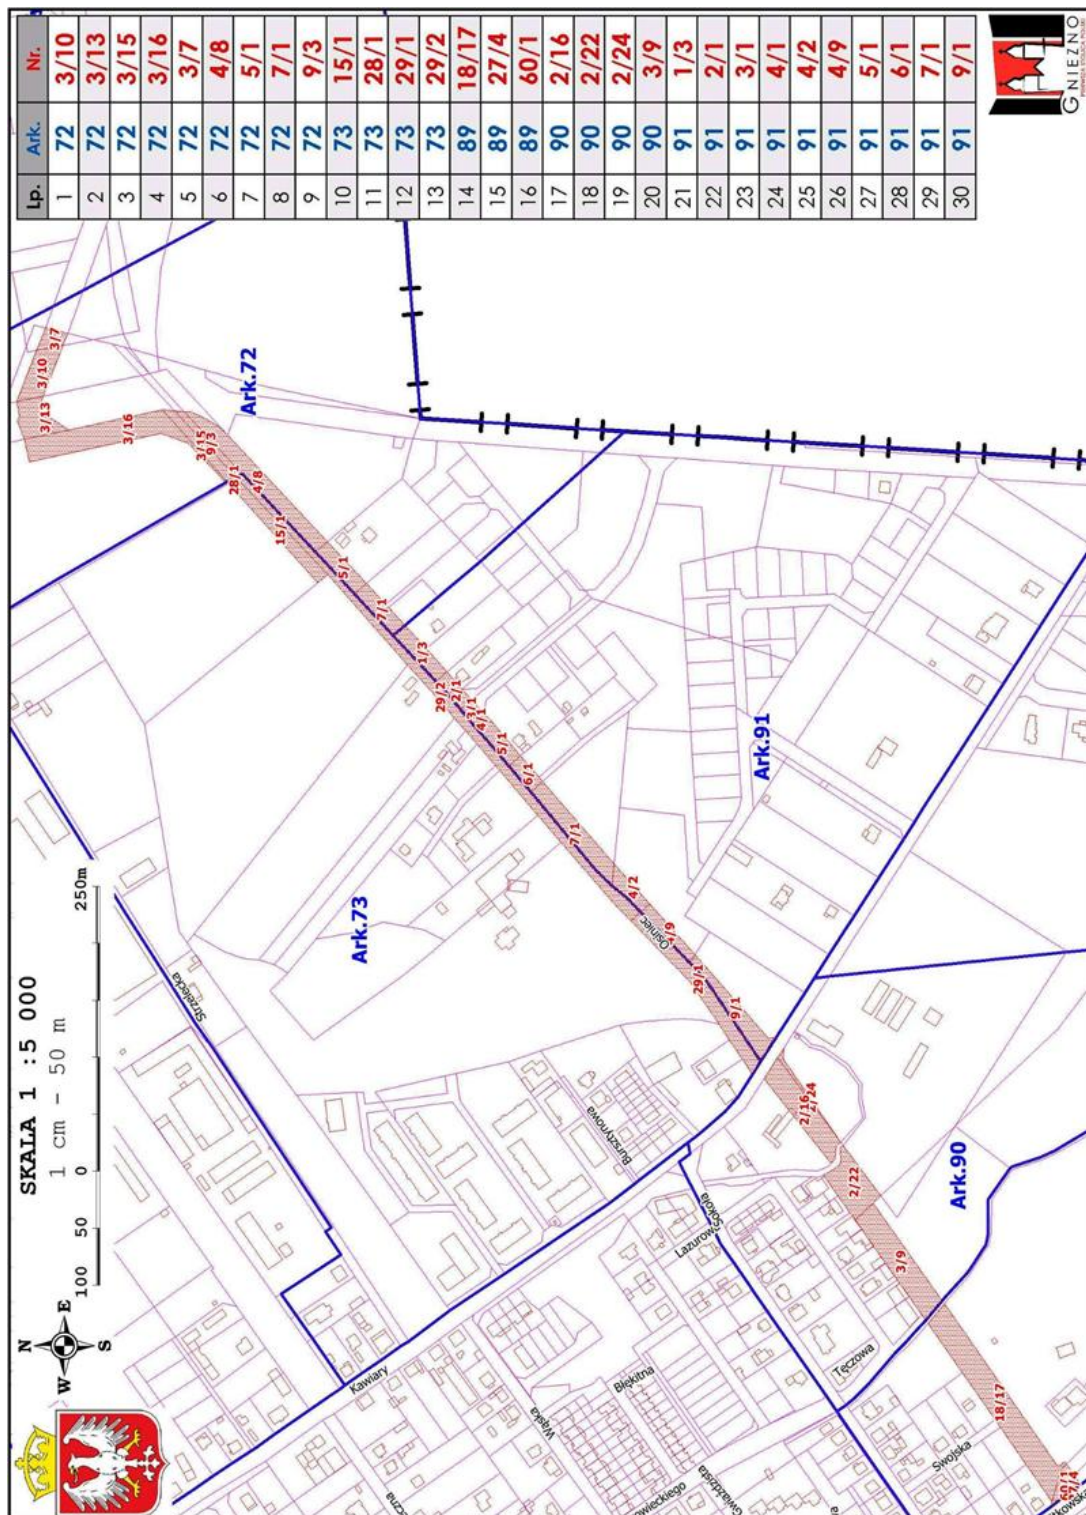 SKALA 1 : 5 000
1 cm – 50 m
100
50
0
250m
N
W
E
S
Lp. Ark. Nr.
1 72 3/10
2 72 3/13
3 72 3/15
4 72 3/16
5 72 3/7
6 72 4/8
7 72 5/1
8 72 7/1
9 72 9/3
10 73 15/1
11 73 28/1
12 73 29/1
13 73 29/2
14 89 18/17
15 89 27/4
16 89 60/1
17 90 2/16
18 90 2/22
19 90 2/24
20 90 3/9
21 91 1/3
22 91 2/1
23 91 3/1
24 91 4/1
25 91 4/2
26 91 4/9
27 91 5/1
28 91 6/1
29 91 7/1
30 91 9/1
GNIEZNO
PIERWSZA STOLICA POLSKI
3/7
3/10
3/13
3/16
3/15
9/3
28/1
4/8
15/1
5/1
7/1
1/3
29/2
2/1
3/1
4/1
5/1
6/1
7/1
4/2
Osiniec
29/1
9/1
2/16
2/24
2/22
3/9
18/17
60/1
Ark.72
Ark.73
Ark.91
Ark.90
Strzelecka
Bursztynowa
Sokoła
Kawiary
Błękitna
Wąska
Tęczowa
Swojska
Gwiaździsta
owieckiego